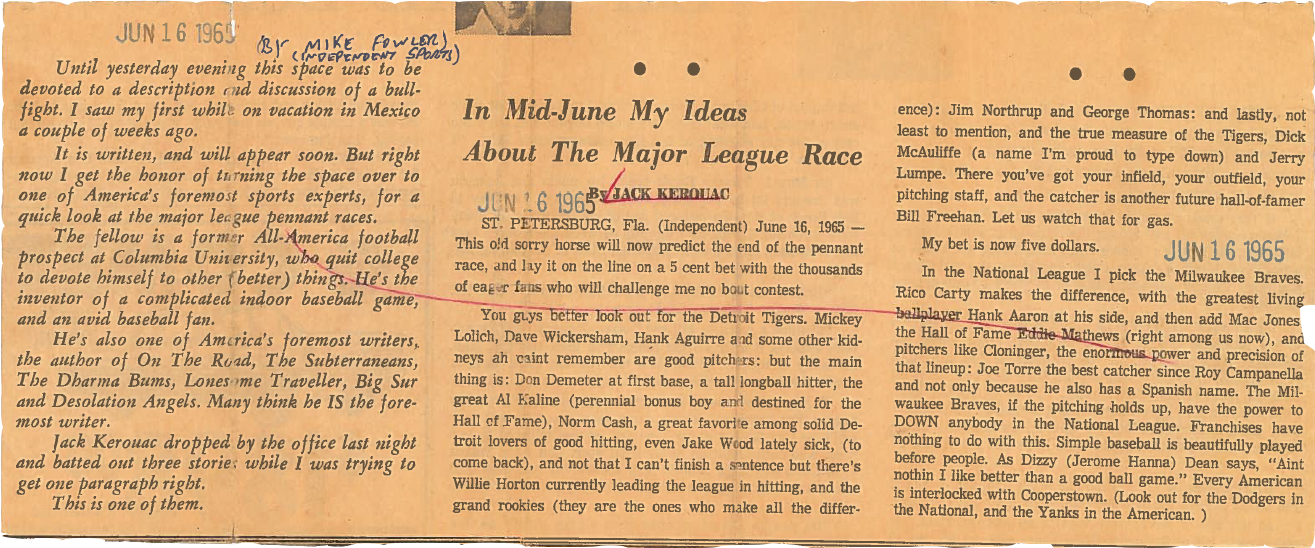 JUN 16 1965
(BY MIKE FOWLER)
(INDEPENDENT SPORTS)
Until yesterday evening this space was to be
devoted to a description and discussion of a bull-
fight. I saw my first while on vacation in Mexico
a couple of weeks ago.
It is written, and will appear soon. But right
now I get the honor of turning the space over to
one of America's foremost sports experts, for a
quick look at the major league pennant races.
The fellow is a former All-America football
prospect at Columbia University, who quit college
to devote himself to other (better) things. He's the
inventor of a complicated indoor baseball game,
and an avid baseball fan.
He's also one of America's foremost writers,
the author of On The Road, The Subterraneans,
The Dharma Bums, Lonesome Traveller, Big Sur
and Desolation Angels. Many think he IS the fore-
most writer.
Jack Kerouac dropped by the office last night
and batted out three stories while I was trying to
get one paragraph right.
This is one of them.
In Mid-June My Ideas
About The Major League Race
By JACK KEROUAC
JUN 16 1965
ST. PETERSBURG, Fla. (Independent) June 16, 1965 —
This old sorry horse will now predict the end of the pennant
race, and lay it on the line on a 5 cent bet with the thousands
of eager fans who will challenge me no bout contest.
You guys better look out for the Detroit Tigers. Mickey
Lolich, Dave Wickersham, Hank Aguirre and some other kid-
neys ah caint remember are good pitchers: but the main
thing is: Don Demeter at first base, a tall longball hitter, the
great Al Kaline (perennial bonus boy and destined for the
Hall of Fame), Norm Cash, a great favorite among solid De-
troit lovers of good hitting, even Jake Wood lately sick, (to
come back), and not that I can't finish a sentence but there's
Willie Horton currently leading the league in hitting, and the
grand rookies (they are the ones who make all the differ-
ence): Jim Northrup and George Thomas: and lastly, not
least to mention, and the true measure of the Tigers, Dick
McAuliffe (a name I'm proud to type down) and Jerry
Lumpe. There you've got your infield, your outfield, your
pitching staff, and the catcher is another future hall-of-famer
Bill Freehan. Let us watch that for gas.
My bet is now five dollars.
JUN 16 1965
In the National League I pick the Milwaukee Braves.
Rico Carty makes the difference, with the greatest living
ballplayer Hank Aaron at his side, and then add Mac Jones
the Hall of Fame Eddie Mathews (right among us now), and
pitchers like Cloninger, the enormous power and precision of
that lineup: Joe Torre the best catcher since Roy Campanella
and not only because he also has a Spanish name. The Mil-
waukee Braves, if the pitching holds up, have the power to
DOWN anybody in the National League. Franchises have
nothing to do with this. Simple baseball is beautifully played
before people. As Dizzy (Jerome Hanna) Dean says, "Aint
nothin I like better than a good ball game." Every American
is interlocked with Cooperstown. (Look out for the Dodgers in
the National, and the Yanks in the American. )